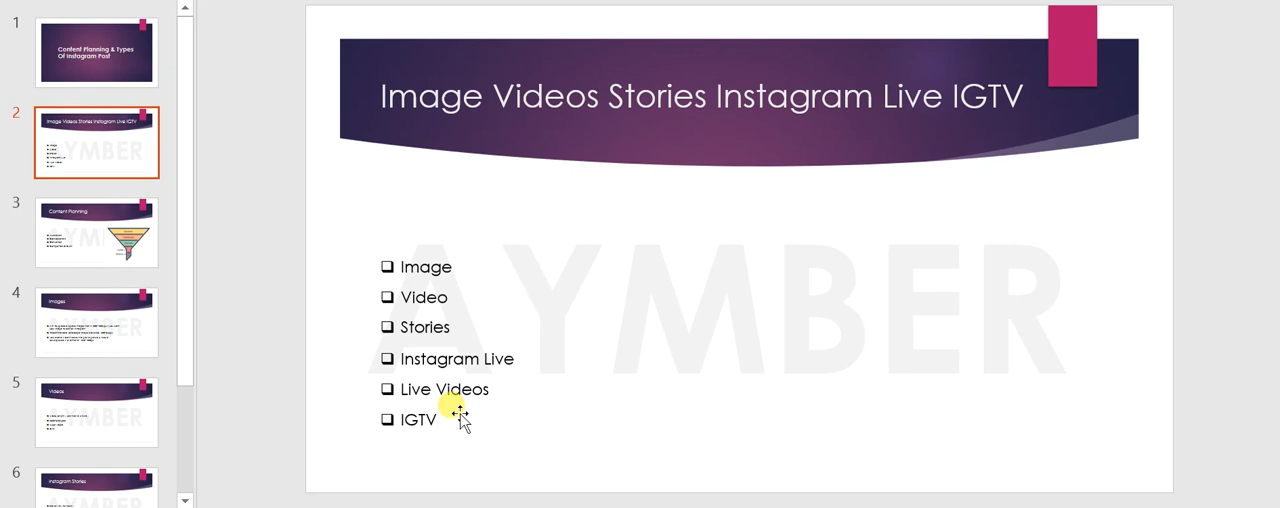 1
Content Planning & Types
Of Instagram Post
2
Image Videos Stories Instagram Live IGTV
3
Content Planning
4
Images
5
Videos
6
Instagram Stories
Image Videos Stories Instagram Live IGTV
AYMBER
❑ Image
❑ Video
❑ Stories
❑ Instagram Live
❑ Live Videos
❑ IGTV